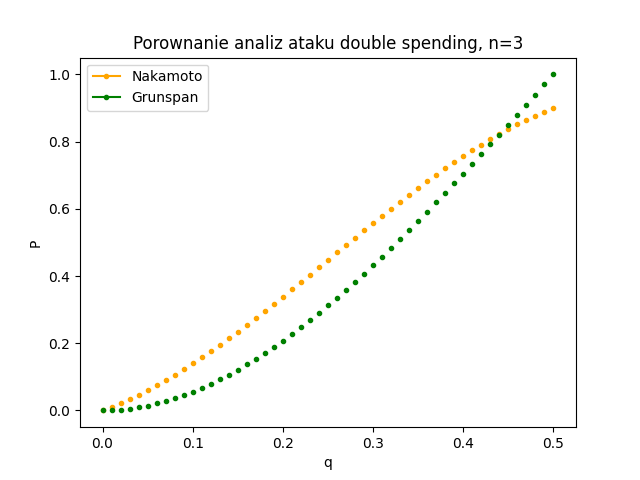 Porownanie analiz ataku double spending, n=3
Nakamoto
Grunspan
1.0
0.8
0.6
0.4
0.2
0.0
P
0.0 0.1 0.2 0.3 0.4 0.5
q